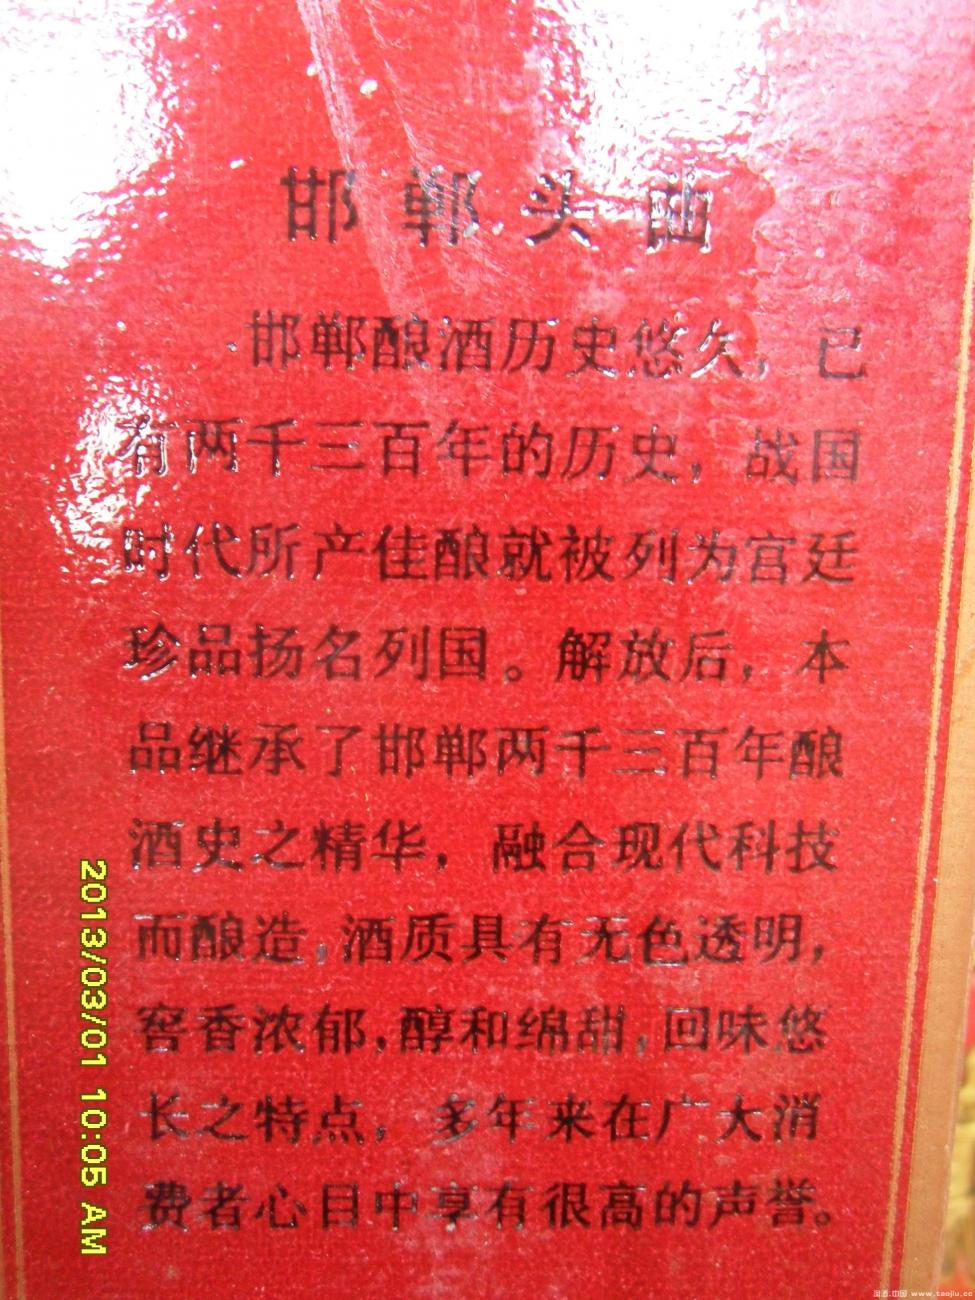 邯郸头曲
邯郸酿酒历史悠久，已
有两千三百年的历史，战国
时代所产佳酿就被列为宫廷
珍品扬名列国。解放后，本
品继承了邯郸两千三百年酿
酒史之精华，融合现代科技
而酿造，酒质具有无色透明，
窖香浓郁，醇和绵甜，回味悠
长之特点，多年来在广大消
费者心目中享有很高的声誉。
2013/03/01 10:05 AM
www.taojiu.cc